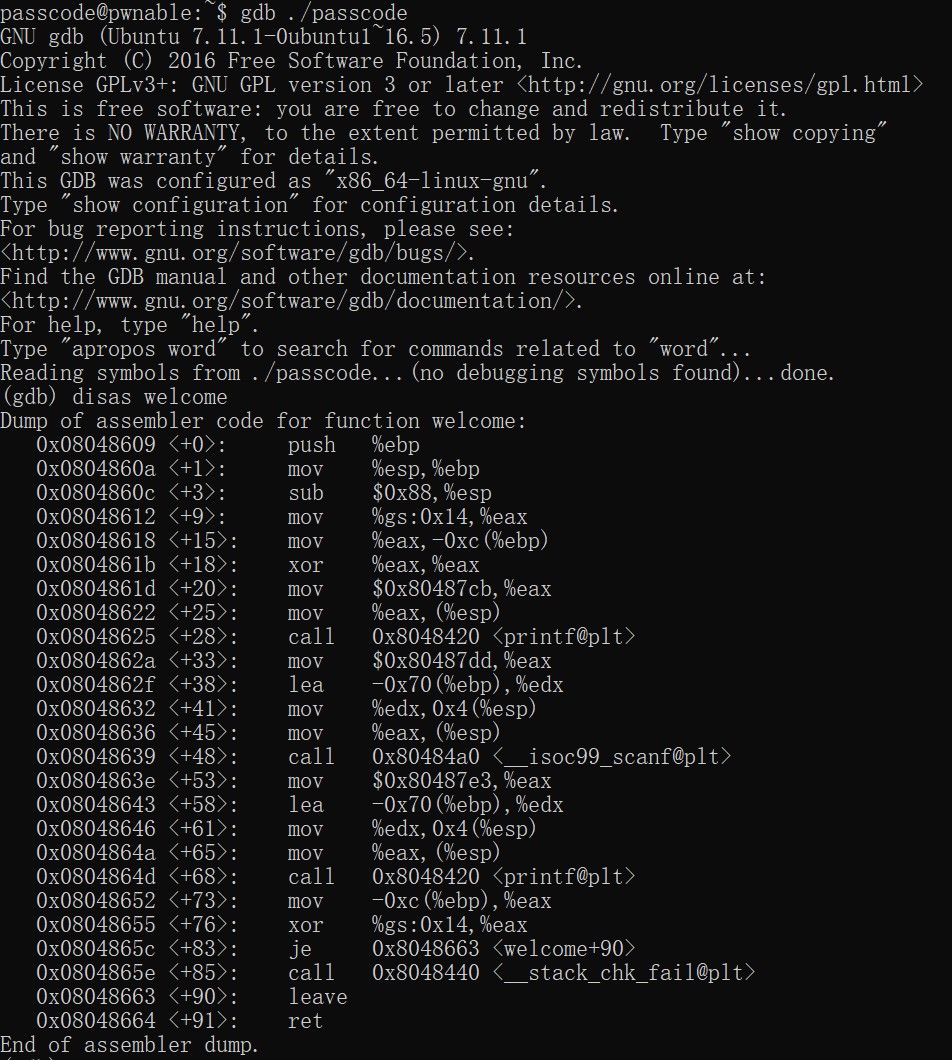 passcode@pwnable:~$ gdb ./passcode
GNU gdb (Ubuntu 7.11.1-0ubuntu1~16.5) 7.11.1
Copyright (C) 2016 Free Software Foundation, Inc.
License GPLv3+: GNU GPL version 3 or later <http://gnu.org/licenses/gpl.html>
This is free software: you are free to change and redistribute it.
There is NO WARRANTY, to the extent permitted by law.  Type "show copying"
and "show warranty" for details.
This GDB was configured as "x86_64-linux-gnu".
Type "show configuration" for configuration details.
For bug reporting instructions, please see:
<http://www.gnu.org/software/gdb/bugs/>.
Find the GDB manual and other documentation resources online at:
<http://www.gnu.org/software/gdb/documentation/>.
For help, type "help".
Type "apropos word" to search for commands related to "word"...
Reading symbols from ./passcode...(no debugging symbols found)...done.
(gdb) disas welcome
Dump of assembler code for function welcome:
   0x08048609 <+0>:     push   %ebp
   0x0804860a <+1>:     mov    %esp,%ebp
   0x0804860c <+3>:     sub    $0x88,%esp
   0x08048612 <+9>:     mov    %gs:0x14,%eax
   0x08048618 <+15>:    mov    %eax,-0xc(%ebp)
   0x0804861b <+18>:    xor    %eax,%eax
   0x0804861d <+20>:    mov    $0x80487cb,%eax
   0x08048622 <+25>:    mov    %eax,(%esp)
   0x08048625 <+28>:    call   0x8048420 <printf@plt>
   0x0804862a <+33>:    mov    $0x80487dd,%eax
   0x0804862f <+38>:    lea    -0x70(%ebp),%edx
   0x08048632 <+41>:    mov    %edx,0x4(%esp)
   0x08048636 <+45>:    mov    %eax,(%esp)
   0x08048639 <+48>:    call   0x80484a0 <__isoc99_scanf@plt>
   0x0804863e <+53>:    mov    $0x80487e3,%eax
   0x08048643 <+58>:    lea    -0x70(%ebp),%edx
   0x08048646 <+61>:    mov    %edx,0x4(%esp)
   0x0804864a <+65>:    mov    %eax,(%esp)
   0x0804864d <+68>:    call   0x8048420 <printf@plt>
   0x08048652 <+73>:    mov    -0xc(%ebp),%eax
   0x08048655 <+76>:    xor    %gs:0x14,%eax
   0x0804865c <+83>:    je     0x8048663 <welcome+90>
   0x0804865e <+85>:    call   0x8048440 <__stack_chk_fail@plt>
   0x08048663 <+90>:    leave
   0x08048664 <+91>:    ret
End of assembler dump.